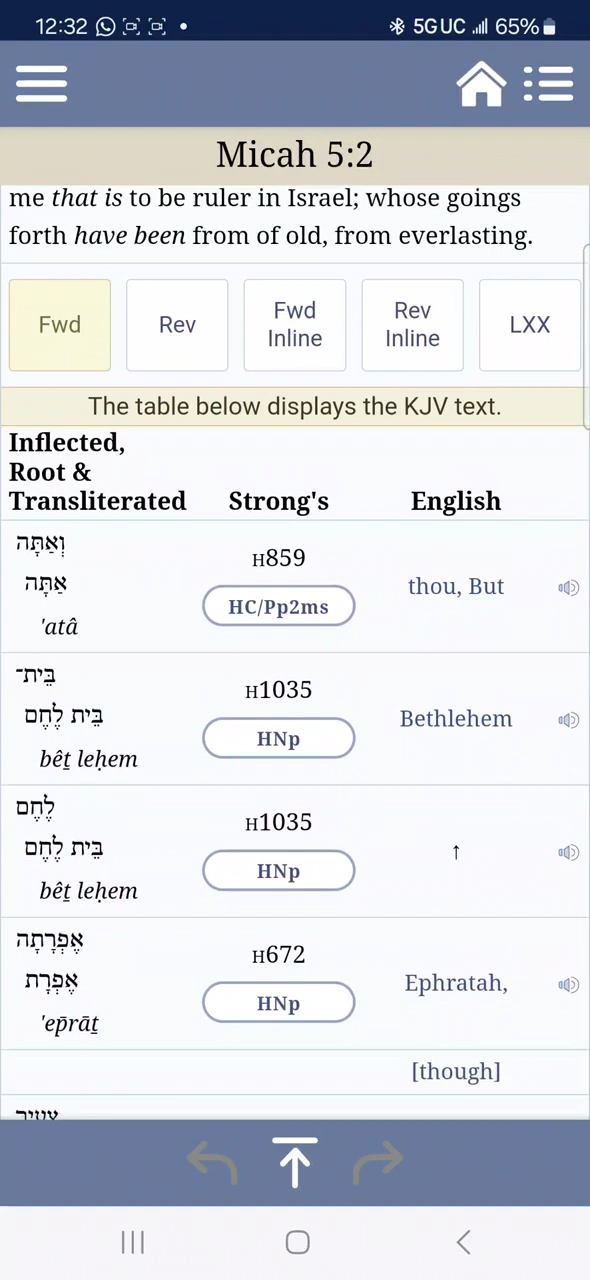 12:32 5G UC 65%
Micah 5:2
me that is to be ruler in Israel; whose goings
forth have been from of old, from everlasting.
Fwd Rev Fwd Inline Rev Inline LXX
The table below displays the KJV text.
Inflected,
Root &
Transliterated Strong's English
וְאַתָּה
H859
אַתָּה
thou, But
HC/Pp2ms
'atâ
בֵּית־
H1035
בֵּית לֶחֶם
Bethlehem
HNp
bêṯ leḥem
לֶחֶם
H1035
בֵּית לֶחֶם
↑
HNp
bêṯ leḥem
אֶפְרָתָה
H672
אֶפְרָת
Ephratah,
HNp
'ep̄rāṯ
[though]